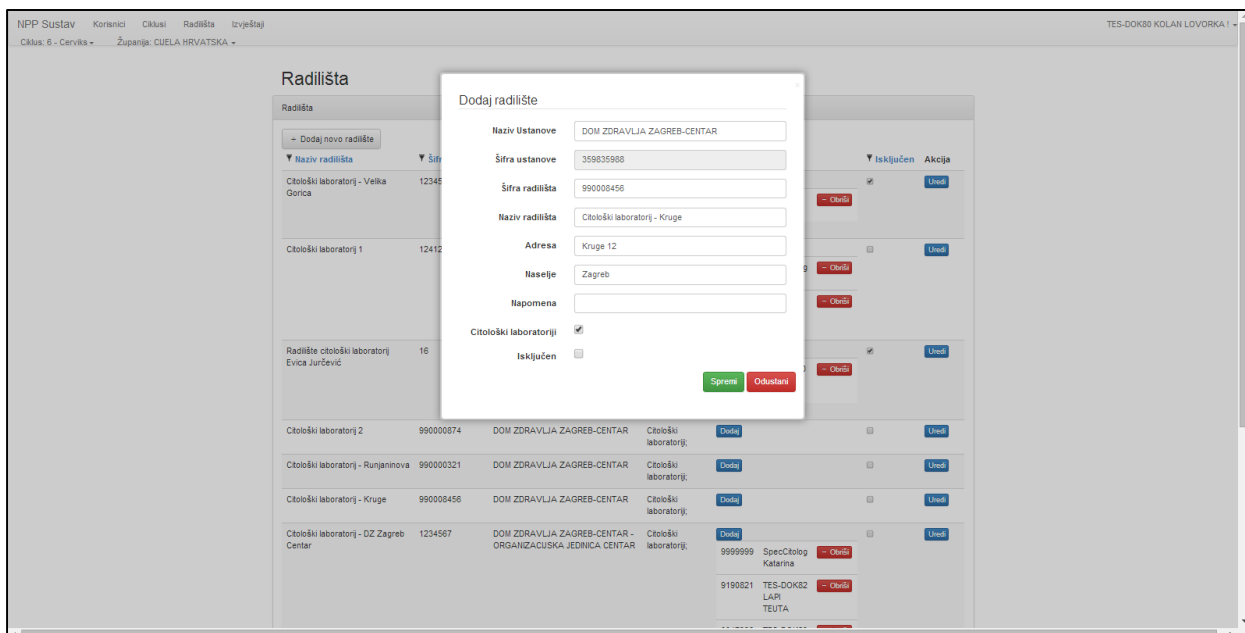 NPP Sustav Korisnici Ciklusi Radilišta Izvještaji TES-DOK80 KOLAN LOVORKA !
Ciklus: 6 - Cerviks Županija: CIJELA HRVATSKA
Radilišta
Radilišta
+ Dodaj novo radilište
Naziv radilišta Isključen Akcija
Citološki laboratorij - Velika
Gorica
Uredi
− Obriši
Citološki laboratorij 1 Uredi
− Obriši
− Obriši
Radilište citološki laboratorij 16 Uredi
Evica Jurčević
− Obriši
Dodaj radilište
×
Naziv Ustanove DOM ZDRAVLJA ZAGREB-CENTAR
Šifra ustanove 359835988
Šifra radilišta 990008456
Naziv radilišta Citološki laboratorij - Kruge
Adresa Kruge 12
Naselje Zagreb
Napomena
Citološki laboratoriji
Isključen
Spremi Odustani
Citološki laboratorij 2 990000874 DOM ZDRAVLJA ZAGREB-CENTAR Citološki Dodaj Uredi
laboratoriji;
Citološki laboratorij - Runjaninova 990000321 DOM ZDRAVLJA ZAGREB-CENTAR Citološki Dodaj Uredi
laboratoriji;
Citološki laboratorij - Kruge 990008456 DOM ZDRAVLJA ZAGREB-CENTAR Citološki Dodaj Uredi
laboratoriji;
Citološki laboratorij - DZ Zagreb 1234567 DOM ZDRAVLJA ZAGREB-CENTAR - Citološki Dodaj Uredi
Centar ORGANIZACIJSKA JEDINICA CENTAR laboratoriji;
9999999 SpecCitolog − Obriši
Katarina
9190821 TES-DOK82 − Obriši
LAPI
TEUTA